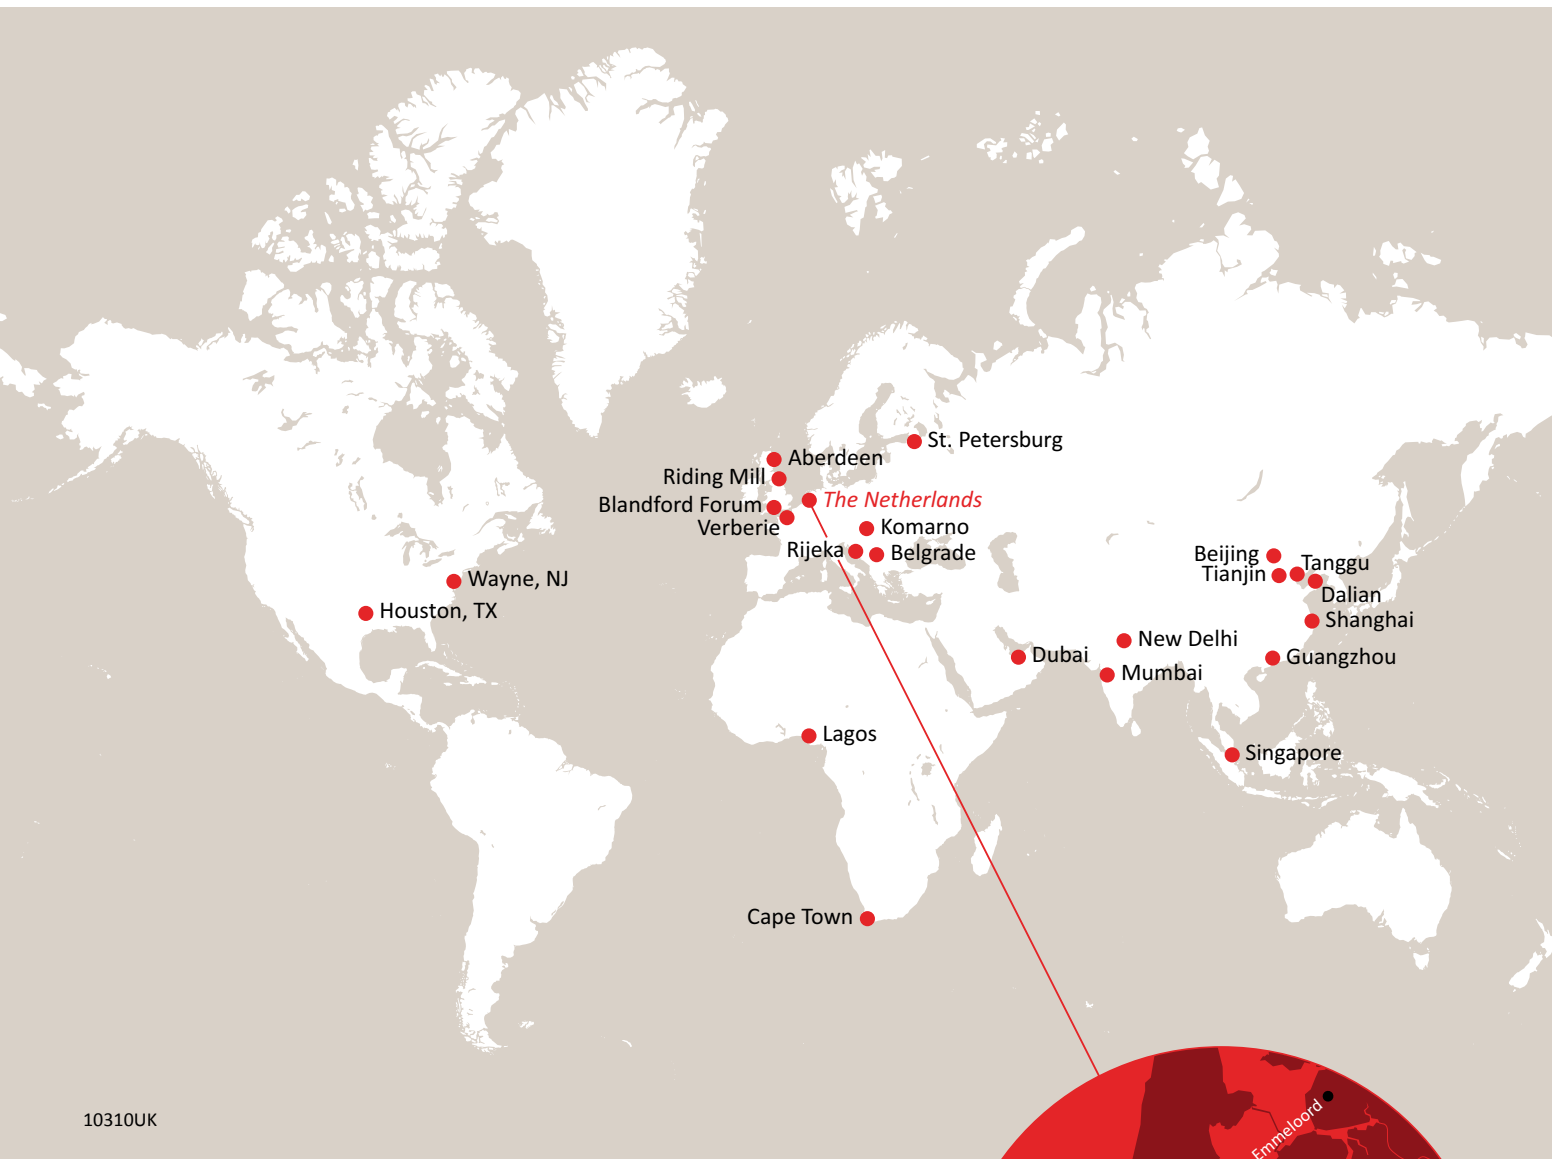 St. Petersburg
Aberdeen
Riding Mill
The Netherlands
Blandford Forum
Verberie
Komarno
Rijeka
Belgrade
Beijing
Tanggu
Tianjin
Dalian
Wayne, NJ
Houston, TX
Shanghai
New Delhi
Dubai
Guangzhou
Mumbai
Lagos
Singapore
Cape Town
Emmeloord
10310UK